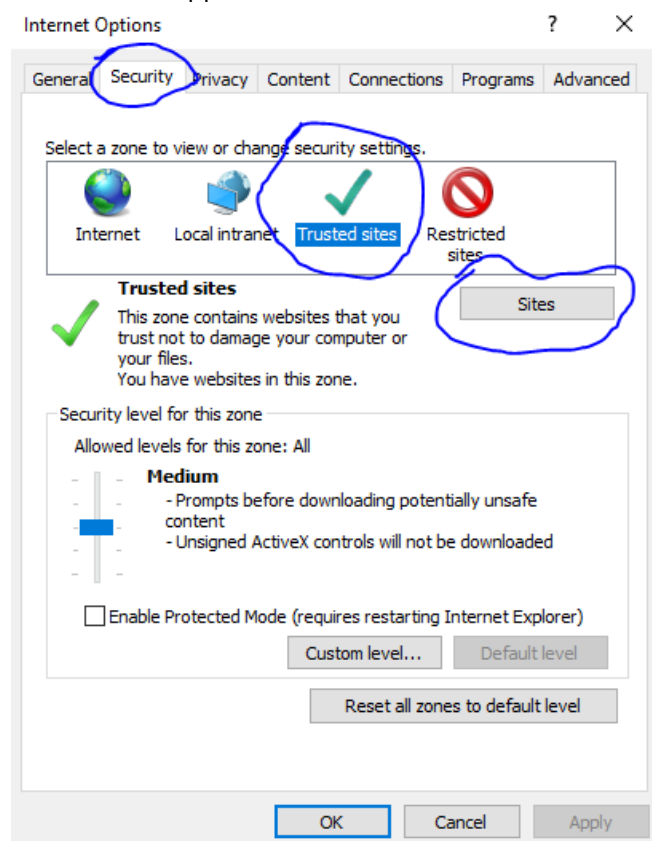 Internet Options ? X
General Security Privacy Content Connections Programs Advanced
Select a zone to view or change security settings.
Internet Local intranet Trusted sites Restricted
sites
Trusted sites
Sites
This zone contains websites that you
trust not to damage your computer or
your files.
You have websites in this zone.
Security level for this zone
Allowed levels for this zone: All
Medium
- Prompts before downloading potentially unsafe
content
- Unsigned ActiveX controls will not be downloaded
Enable Protected Mode (requires restarting Internet Explorer)
Custom level... Default level
Reset all zones to default level
OK Cancel Apply